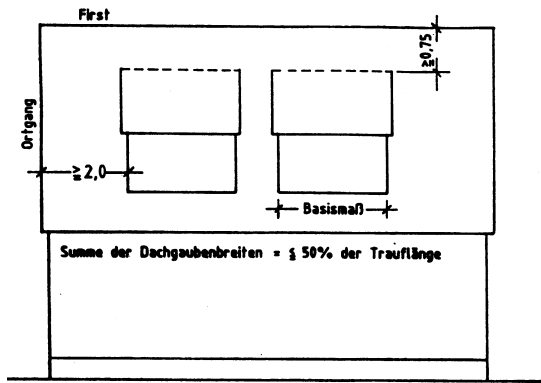 First
≥0,75
Ortgang
≥2,0
Basismaß
Summe der Dachgaubenbreiten = ≦ 50% der Trauflänge